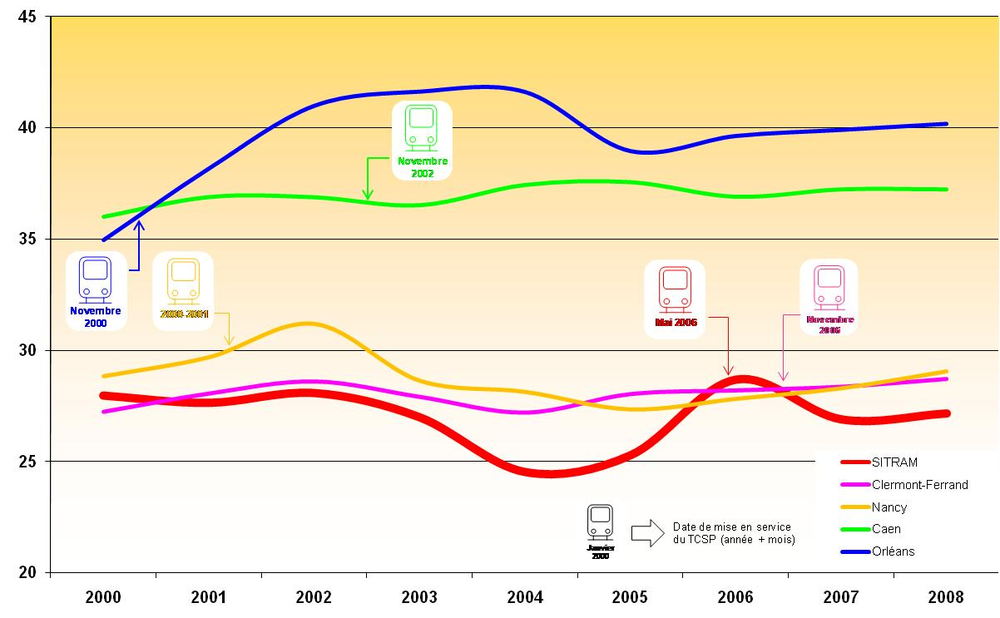 45
40
35
30
25
20
Novembre
2002
Novembre
2000
2000-2001
Mai 2006
Novembre
2006
SITRAM
Clermont-Ferrand
Nancy
Caen
Orléans
Janvier
2000
Date de mise en service
du TCSP (année + mois)
2000 2001 2002 2003 2004 2005 2006 2007 2008